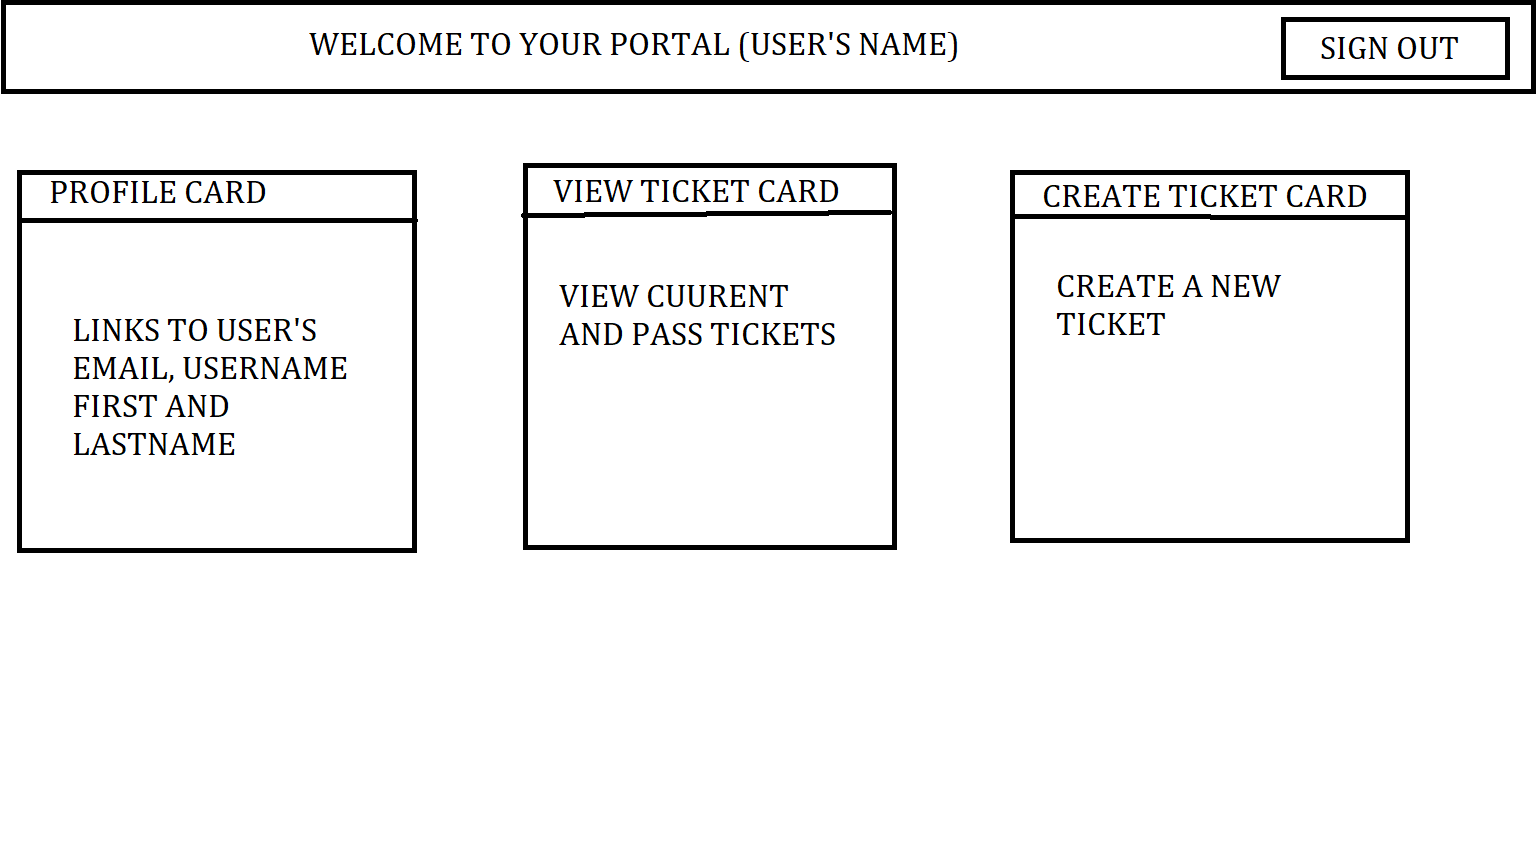 WELCOME TO YOUR PORTAL (USER'S NAME)
SIGN OUT
PROFILE CARD
LINKS TO USER'S
EMAIL, USERNAME
FIRST AND
LASTNAME
VIEW TICKET CARD
VIEW CUURENT
AND PASS TICKETS
CREATE TICKET CARD
CREATE A NEW
TICKET